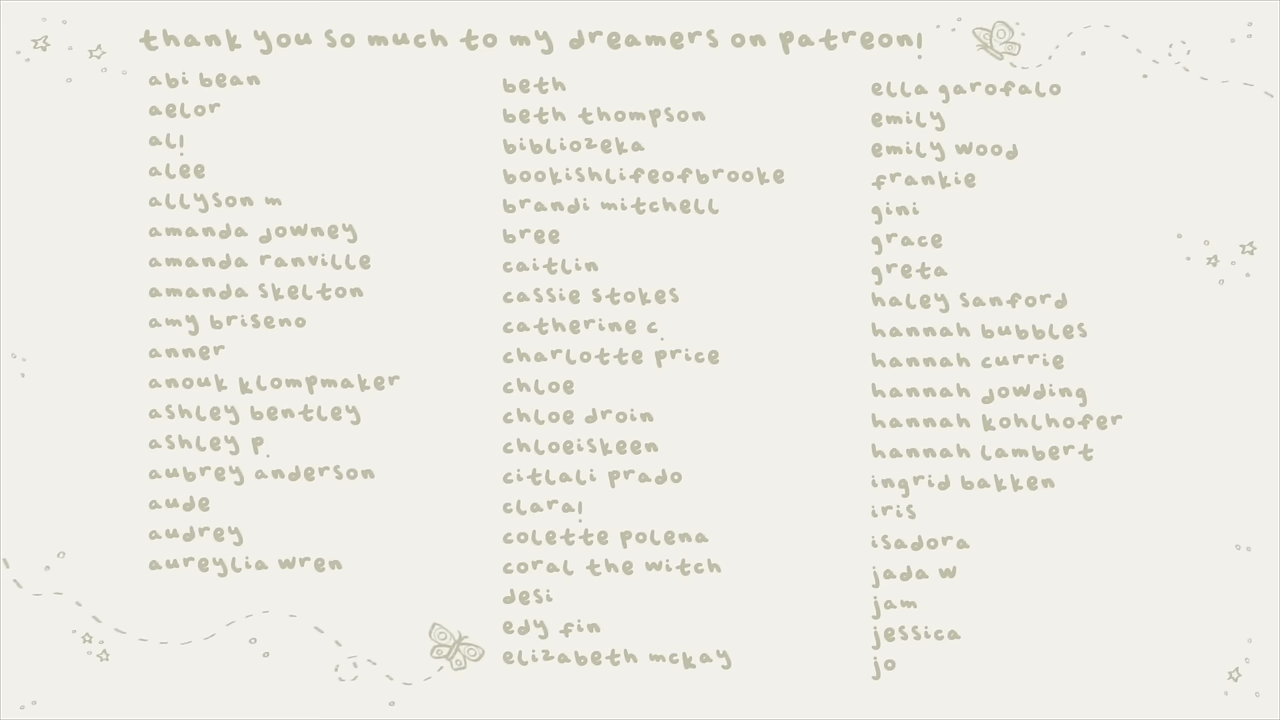 thank you so much to my dreamers on patreon!
abi bean
aelor
al!
alee
allyson m
amanda downey
amanda ranville
amanda skelton
amy briseno
anner
anouk klompmaker
ashley bentley
ashley p.
aubrey anderson
aude
audrey
aureylia wren
beth
beth thompson
bibliozeka
bookishlifeofbrooke
brandi mitchell
bree
caitlin
cassie stokes
catherine c.
charlotte price
chloe
chloe droin
chloeiskeen
citlali prado
clara!
colette polena
coral the witch
desi
edy fin
elizabeth mckay
ella garofalo
emily
emily wood
frankie
gini
grace
greta
haley sanford
hannah bubbles
hannah currie
hannah dowding
hannah kohlhofer
hannah lambert
ingrid bakken
iris
isadora
jada w
jam
jessica
jo